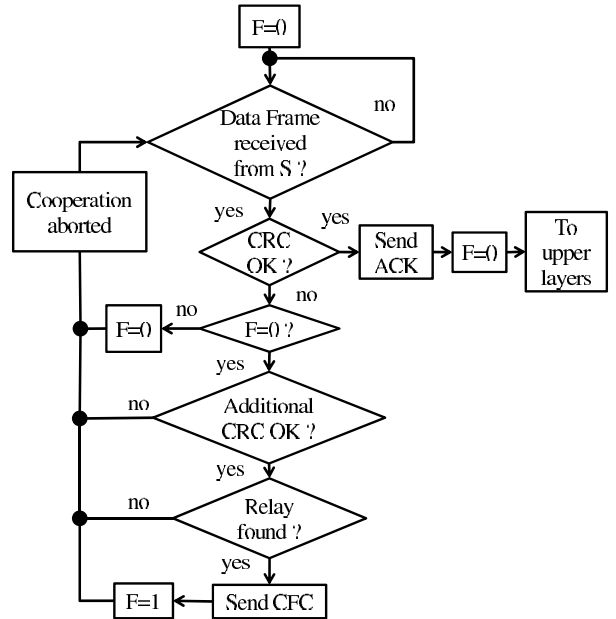 F=0
no
Data Frame
received
from S ?
Cooperation
aborted
yes
yes
CRC
OK ?
Send
ACK
F=0
To
upper
layers
no
no
F=0
F=0 ?
yes
no
Additional
CRC OK ?
yes
no
Relay
found ?
yes
F=1
Send CFC